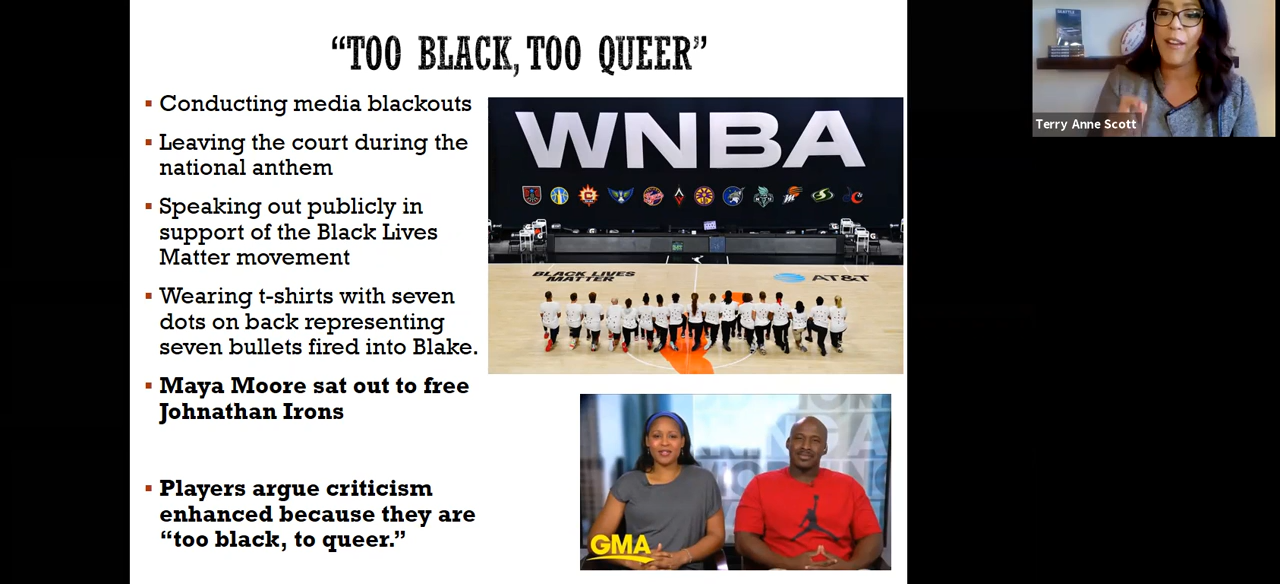 “TOO BLACK, TOO QUEER”
▪ Conducting media blackouts
▪ Leaving the court during the
national anthem
▪ Speaking out publicly in
support of the Black Lives
Matter movement
▪ Wearing t-shirts with seven
dots on back representing
seven bullets fired into Blake.
▪ Maya Moore sat out to free
Johnathan Irons
▪ Players argue criticism
enhanced because they are
“too black, to queer.”
WNBA
BLACK LIVES
MATTER
AT&T
GMA
Terry Anne Scott